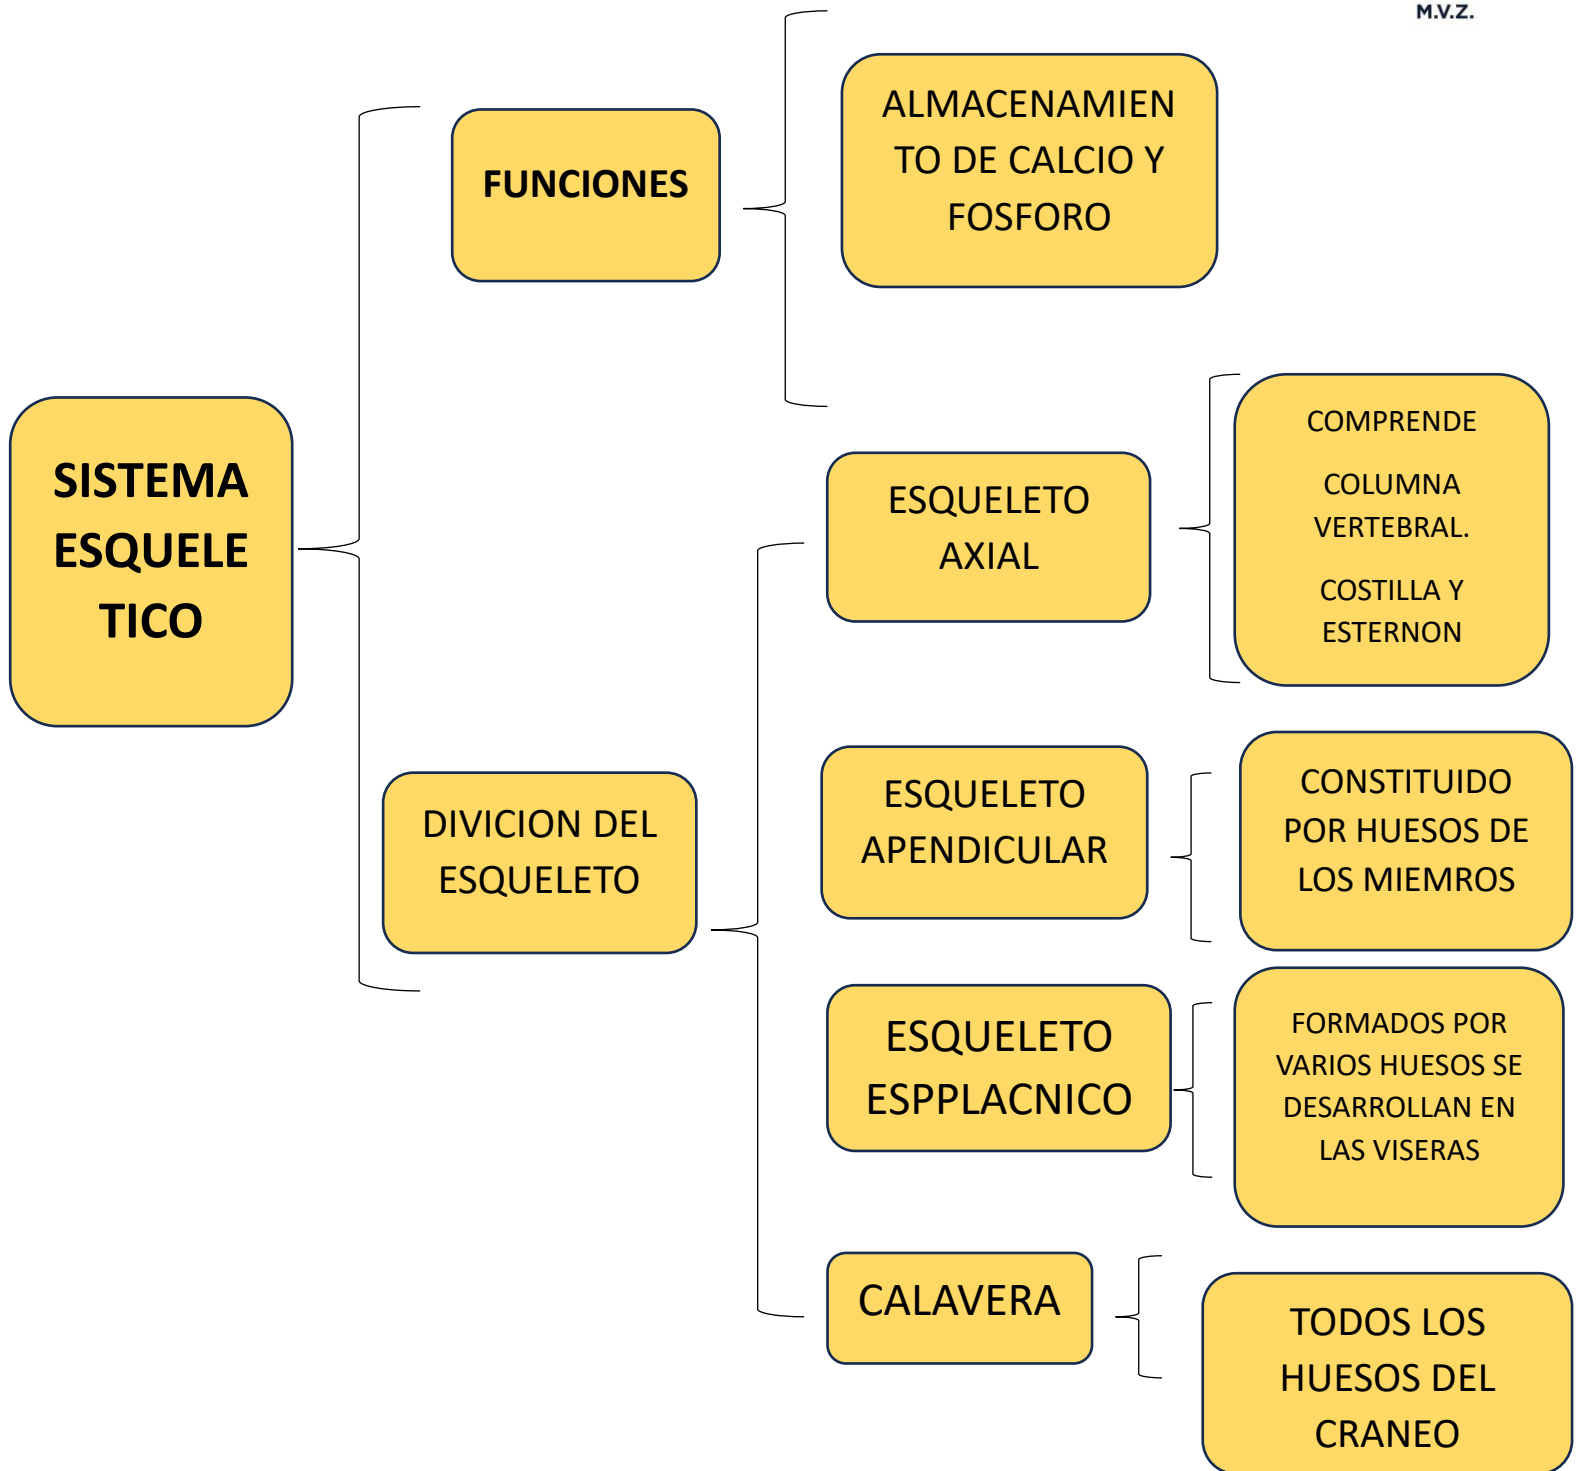 M.V.Z.
SISTEMA
ESQUELE
TICO
FUNCIONES
ALMACENAMIEN
TO DE CALCIO Y
FOSFORO
DIVICION DEL
ESQUELETO
ESQUELETO
AXIAL
COMPRENDE
COLUMNA
VERTEBRAL.
COSTILLA Y
ESTERNON
ESQUELETO
APENDICULAR
CONSTITUIDO
POR HUESOS DE
LOS MIEMROS
ESQUELETO
ESPPLACNICO
FORMADOS POR
VARIOS HUESOS SE
DESARROLLAN EN
LAS VISERAS
CALAVERA
TODOS LOS
HUESOS DEL
CRANEO